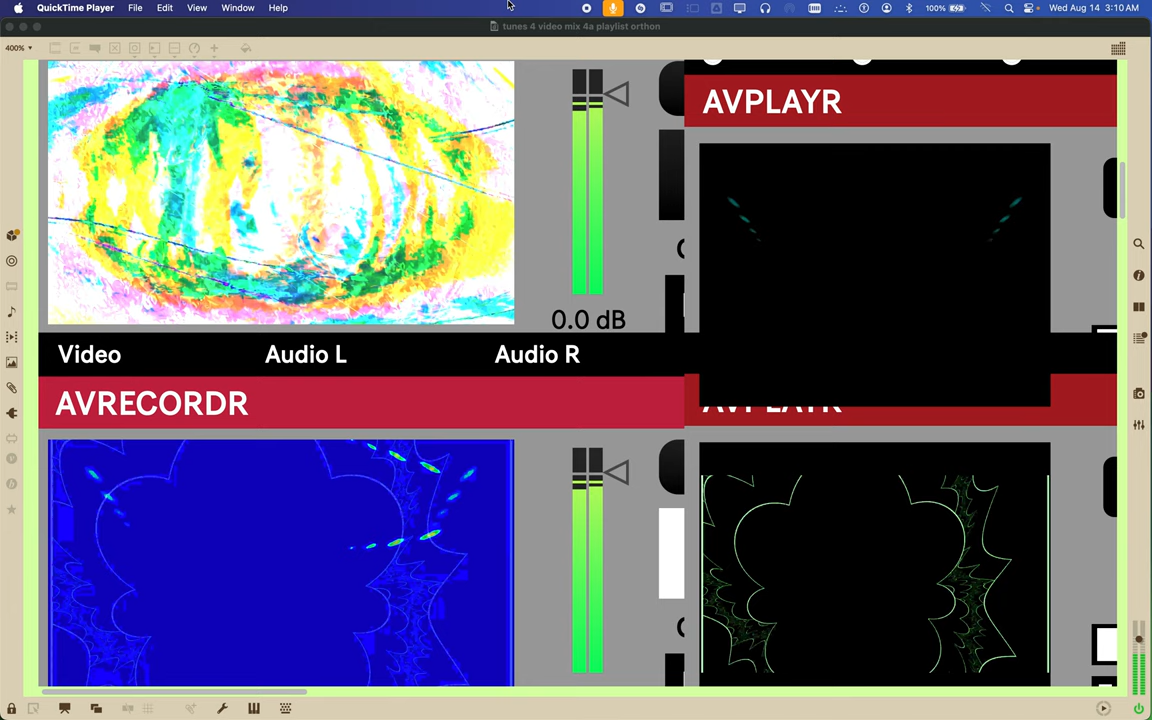 QuickTime Player File Edit View Window Help 100% Wed Aug 14 3:10 AM
tunes 4 video mix 4a playlist orthon
400%
AVPLAYR
0.0 dB
Video Audio L Audio R
AVRECORDR
AVPLAYR